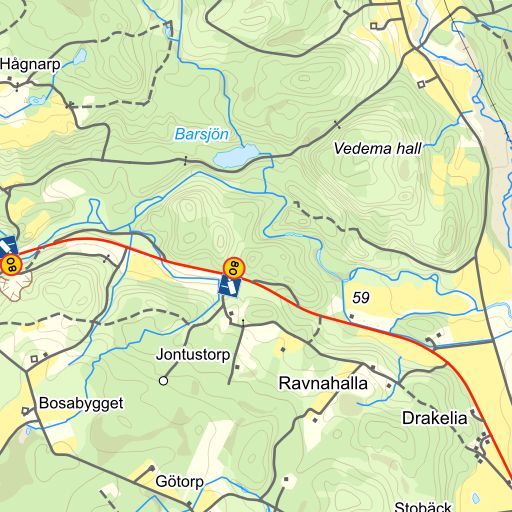 Hågnarp
Barsjön
Vedema hall
80
80
59
Jontustorp
Ravnahalla
Bosabygget
Drakelia
Götorp
Stobäck